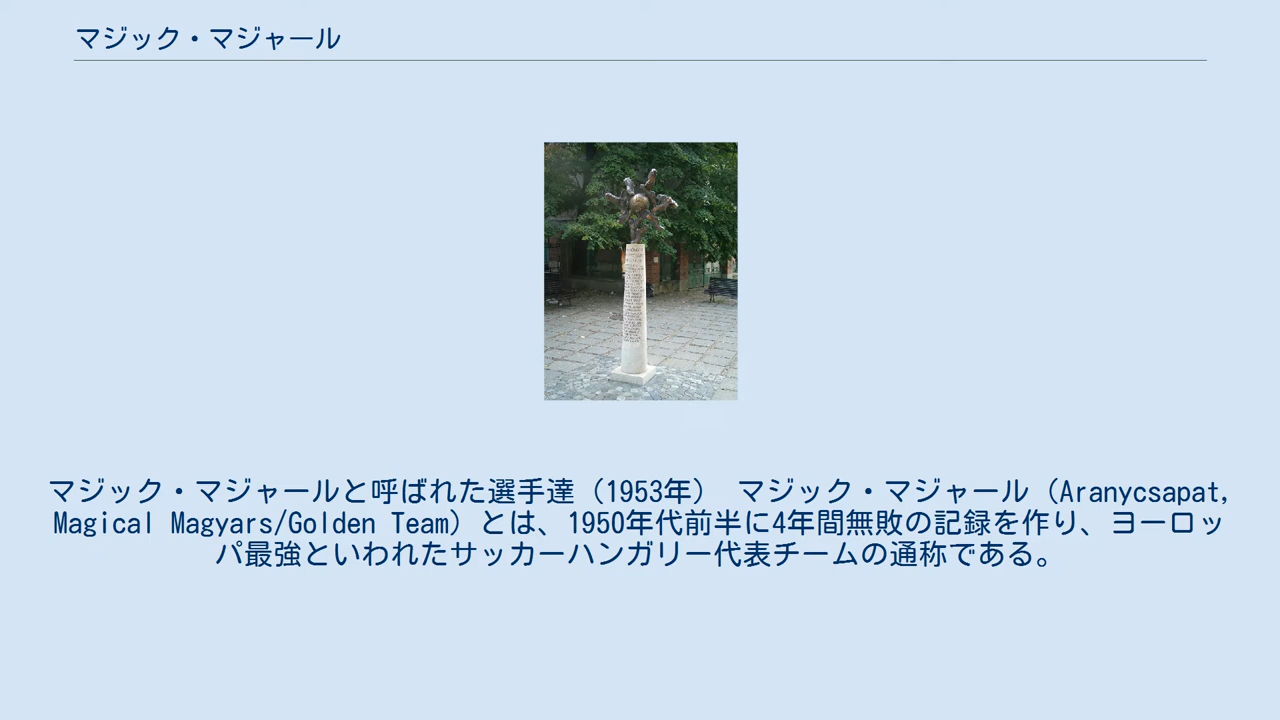 マジック・マジャール
マジック・マジャールと呼ばれた選手達（1953年） マジック・マジャール（Aranycsapat,
Magical Magyars/Golden Team）とは、1950年代前半に4年間無敗の記録を作り、ヨーロッ
パ最強といわれたサッカーハンガリー代表チームの通称である。